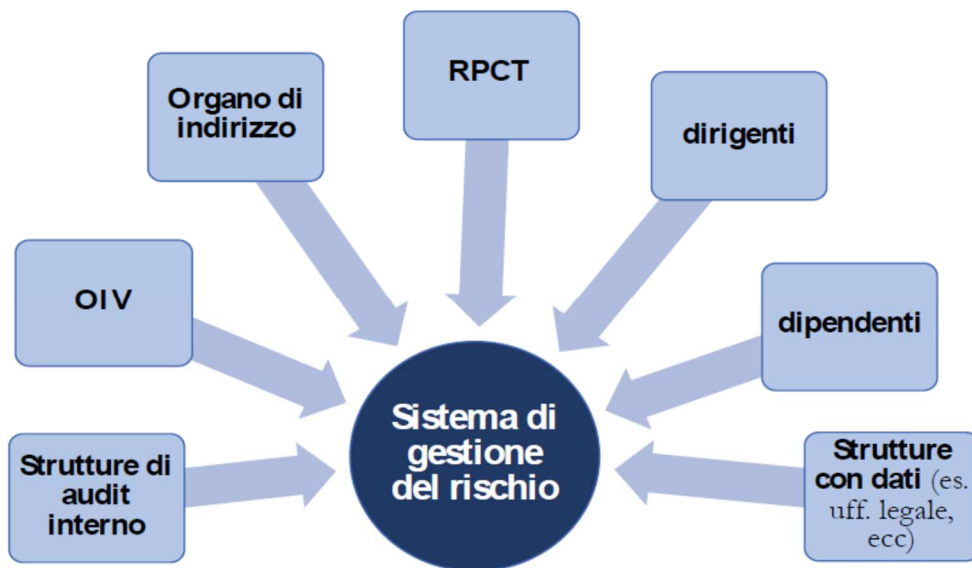 RPCT
Organo di
indirizzo
dirigenti
OIV
dipendenti
Sistema di
gestione
del rischio
Strutture di
audit
interno
Strutture
con dati (es.
uff. legale,
ecc)